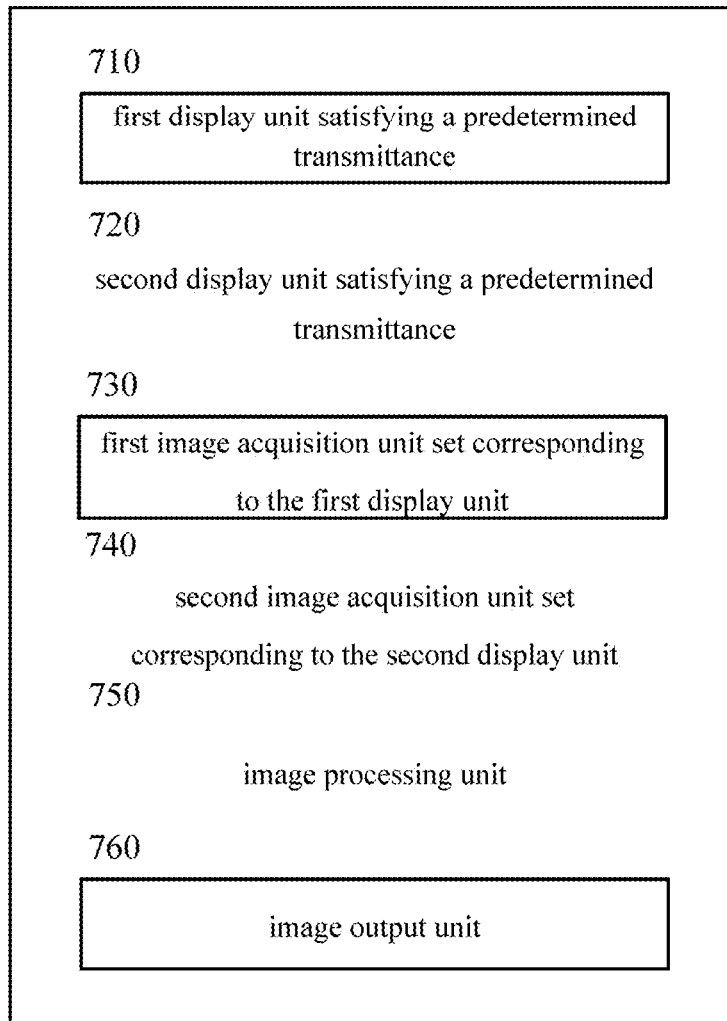 710
first display unit satisfying a predetermined
transmittance
720
second display unit satisfying a predetermined
transmittance
730
first image acquisition unit set corresponding
to the first display unit
740
second image acquisition unit set
corresponding to the second display unit
750
image processing unit
760
image output unit